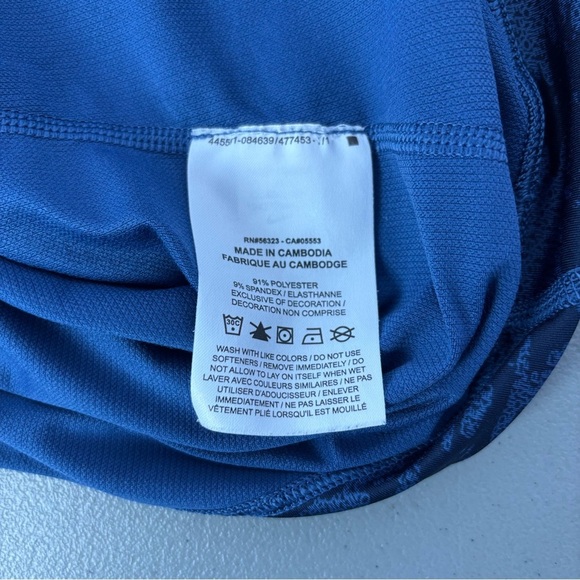 RN#56323 - CA#05553
MADE IN CAMBODIA
FABRIQUE AU CAMBODGE
91% POLYESTER
9% SPANDEX / ELASTHANNE
EXCLUSIVE OF DECORATION /
DECORATION NON COMPRISE
30C
WASH WITH LIKE COLORS / DO NOT USE
SOFTENERS / REMOVE IMMEDIATELY / DO
NOT ALLOW TO LAY ON ITSELF WHEN WET
LAVER AVEC COULEURS SIMILAIRES / NE PAS
UTILISER D'ADOUCISSEUR / ENLEVER
IMMEDIATEMENT / NE PAS LAISSER LE
VÊTEMENT PLIÉ LORSQU'IL EST MOUILLÉ